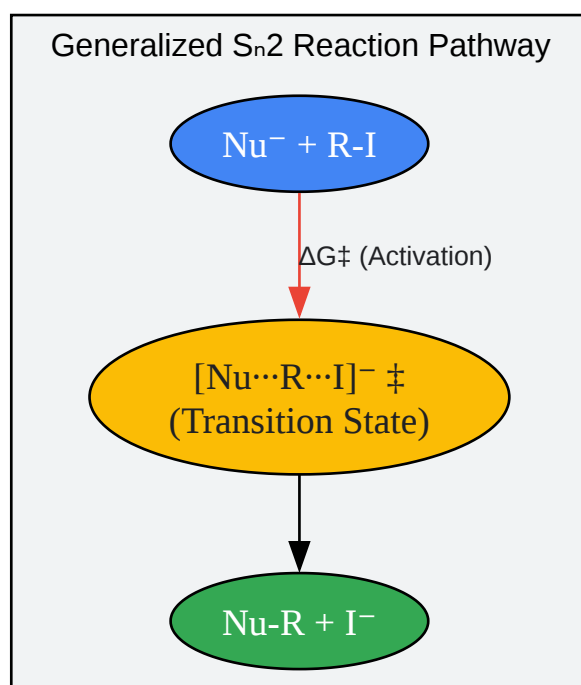 Generalized Sₙ2 Reaction Pathway
Nu⁻ + R-I
ΔG‡ (Activation)
[Nu···R···I]⁻ ‡
(Transition State)
Nu-R + I⁻